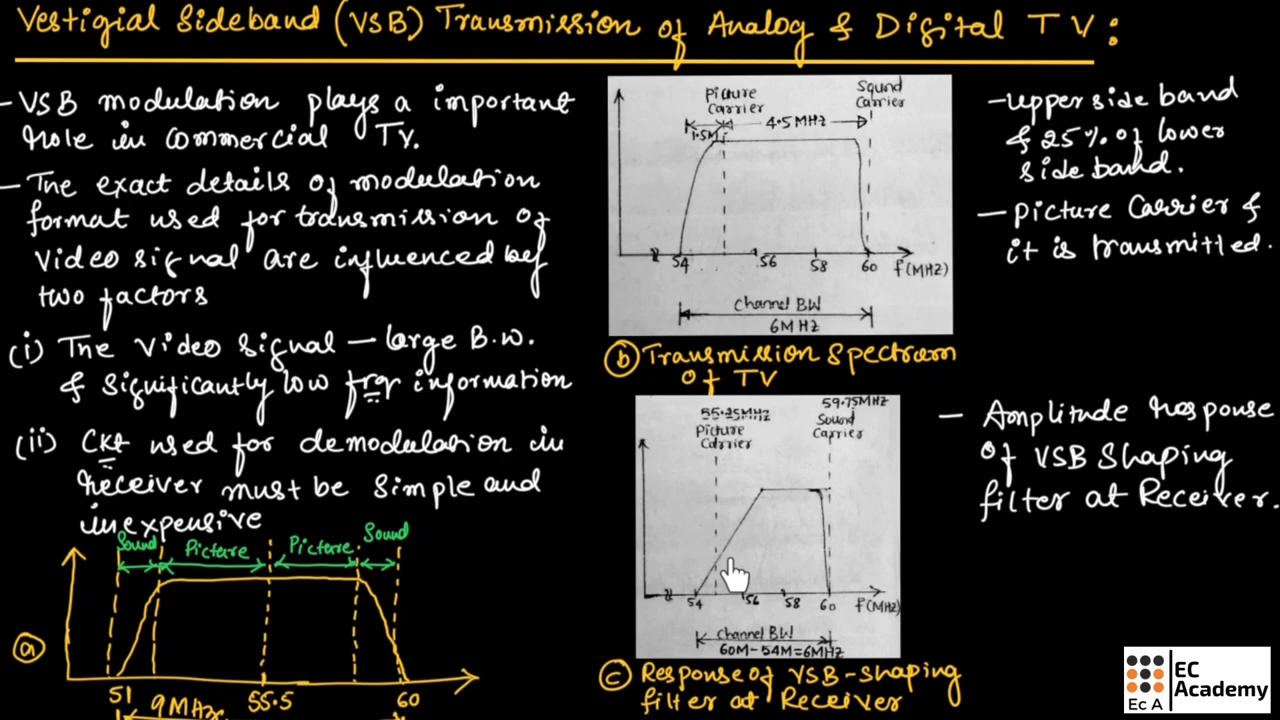 Vestigial Sideband (VSB) Transmission of Analog & Digital TV:
- VSB modulation plays a important
role in commercial TV.
- The exact details of modulation
format used for transmission of
video signal are influenced by
two factors
(i) The video signal - large B.W.
& significantly low frqr information
(ii) Ckt used for demodulation in
receiver must be simple and
inexpensive
Sound Picture Picture Sound
(a)
51 55.5 60
9MHz
Picture Carrier
Sound Carrier
1.5M 4.5MHz
54 56 58 60 f(MHz)
Channel BW
6MHz
(b) Transmission Spectrum
of TV
- upper side band
& 25% of lower
side band.
- picture Carrier &
it is transmitted.
55.25MHz
Picture
Carrier
59.75MHz
Sound
Carrier
54 56 58 60 f(MHz)
Channel BW
60M-54M=6MHz
(c) Response of VSB-shaping
filter at Receiver
- Amplitude response
of VSB shaping
filter at Receiver.
EC
Academy
Ec A